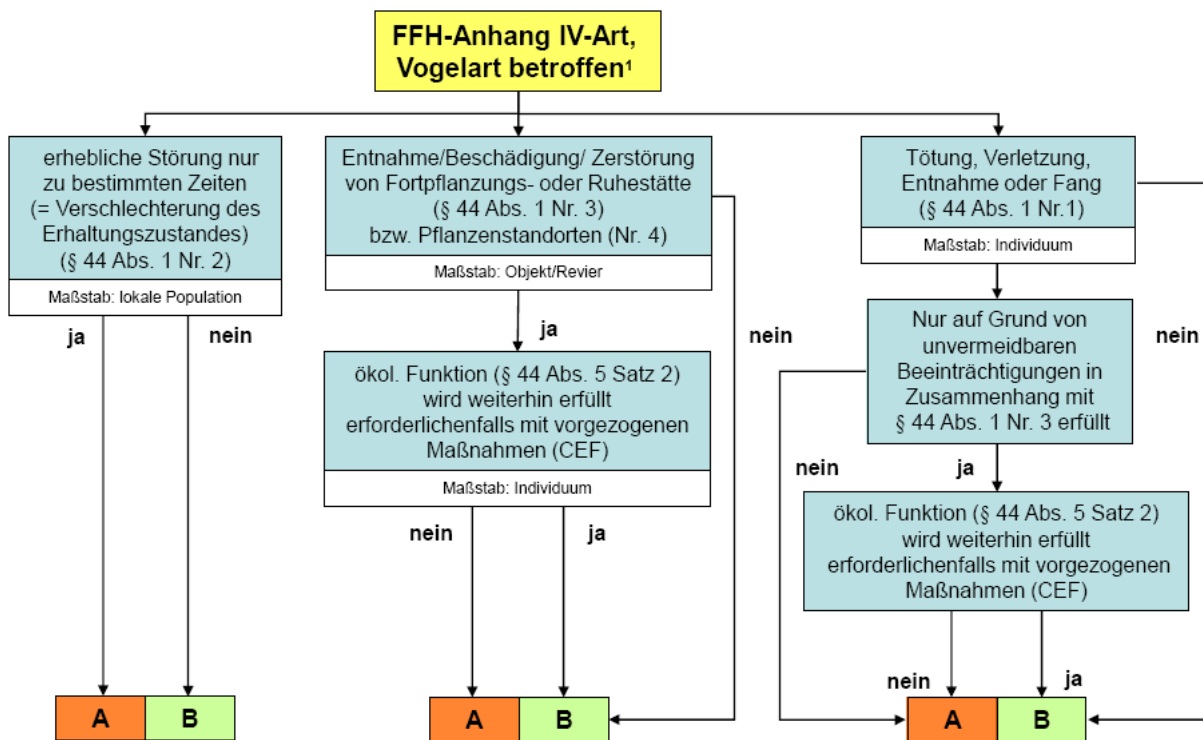 FFH-Anhang IV-Art,
Vogelart betroffen¹
erhebliche Störung nur
zu bestimmten Zeiten
(= Verschlechterung des
Erhaltungszustandes)
(§ 44 Abs. 1 Nr. 2)
Maßstab: lokale Population
ja
nein
A
B
Entnahme/Beschädigung/ Zerstörung
von Fortpflanzungs- oder Ruhestätte
(§ 44 Abs. 1 Nr. 3)
bzw. Pflanzenstandorten (Nr. 4)
Maßstab: Objekt/Revier
ja
nein
ökol. Funktion (§ 44 Abs. 5 Satz 2)
wird weiterhin erfüllt
erforderlichenfalls mit vorgezogenen
Maßnahmen (CEF)
Maßstab: Individuum
nein
ja
A
B
Tötung, Verletzung,
Entnahme oder Fang
(§ 44 Abs. 1 Nr.1)
Maßstab: Individuum
nein
Nur auf Grund von
unvermeidbaren
Beeinträchtigungen in
Zusammenhang mit
§ 44 Abs. 1 Nr. 3 erfüllt
nein
ja
ökol. Funktion (§ 44 Abs. 5 Satz 2)
wird weiterhin erfüllt
erforderlichenfalls mit vorgezogenen
Maßnahmen (CEF)
nein
ja
A
B